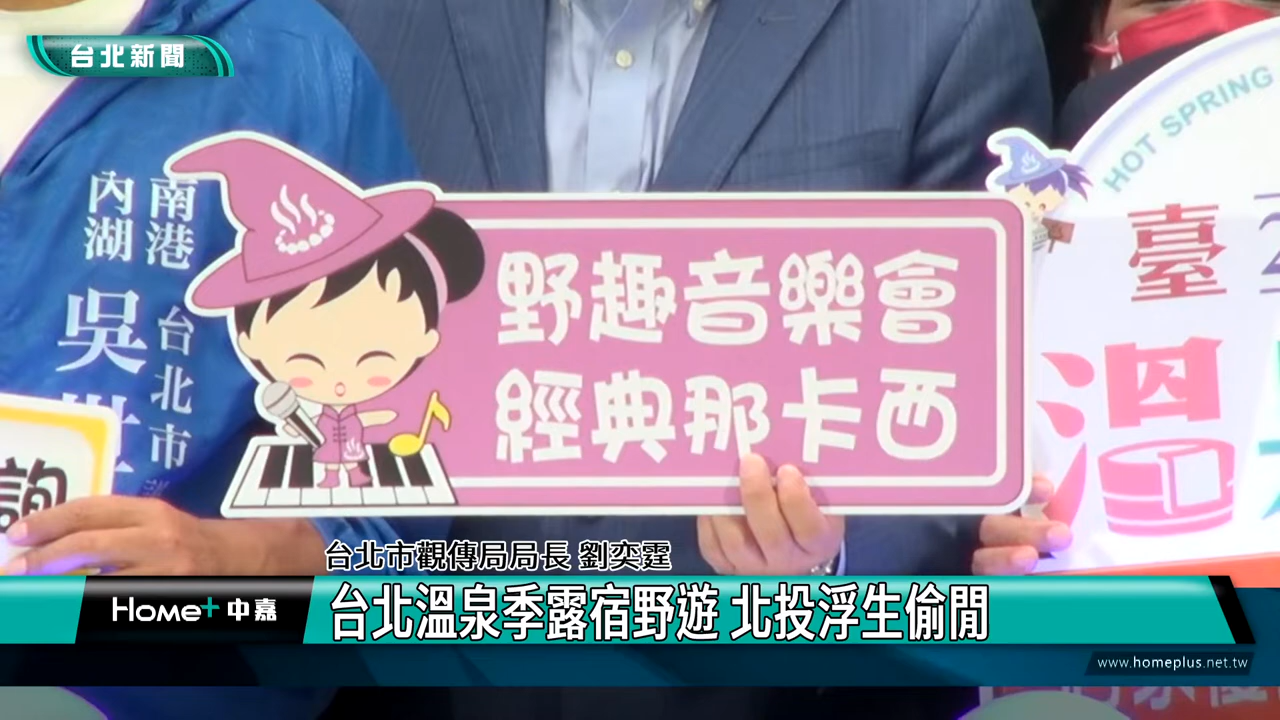 台北新聞
HOT SPRING
南港
內湖
台北市
吳世
臺
溫
野趣音樂會
經典那卡西
詢
台北市觀傳局局長 劉奕霆
Home+中嘉
台北溫泉季露宿野遊 北投浮生偷閒
www.homeplus.net.tw